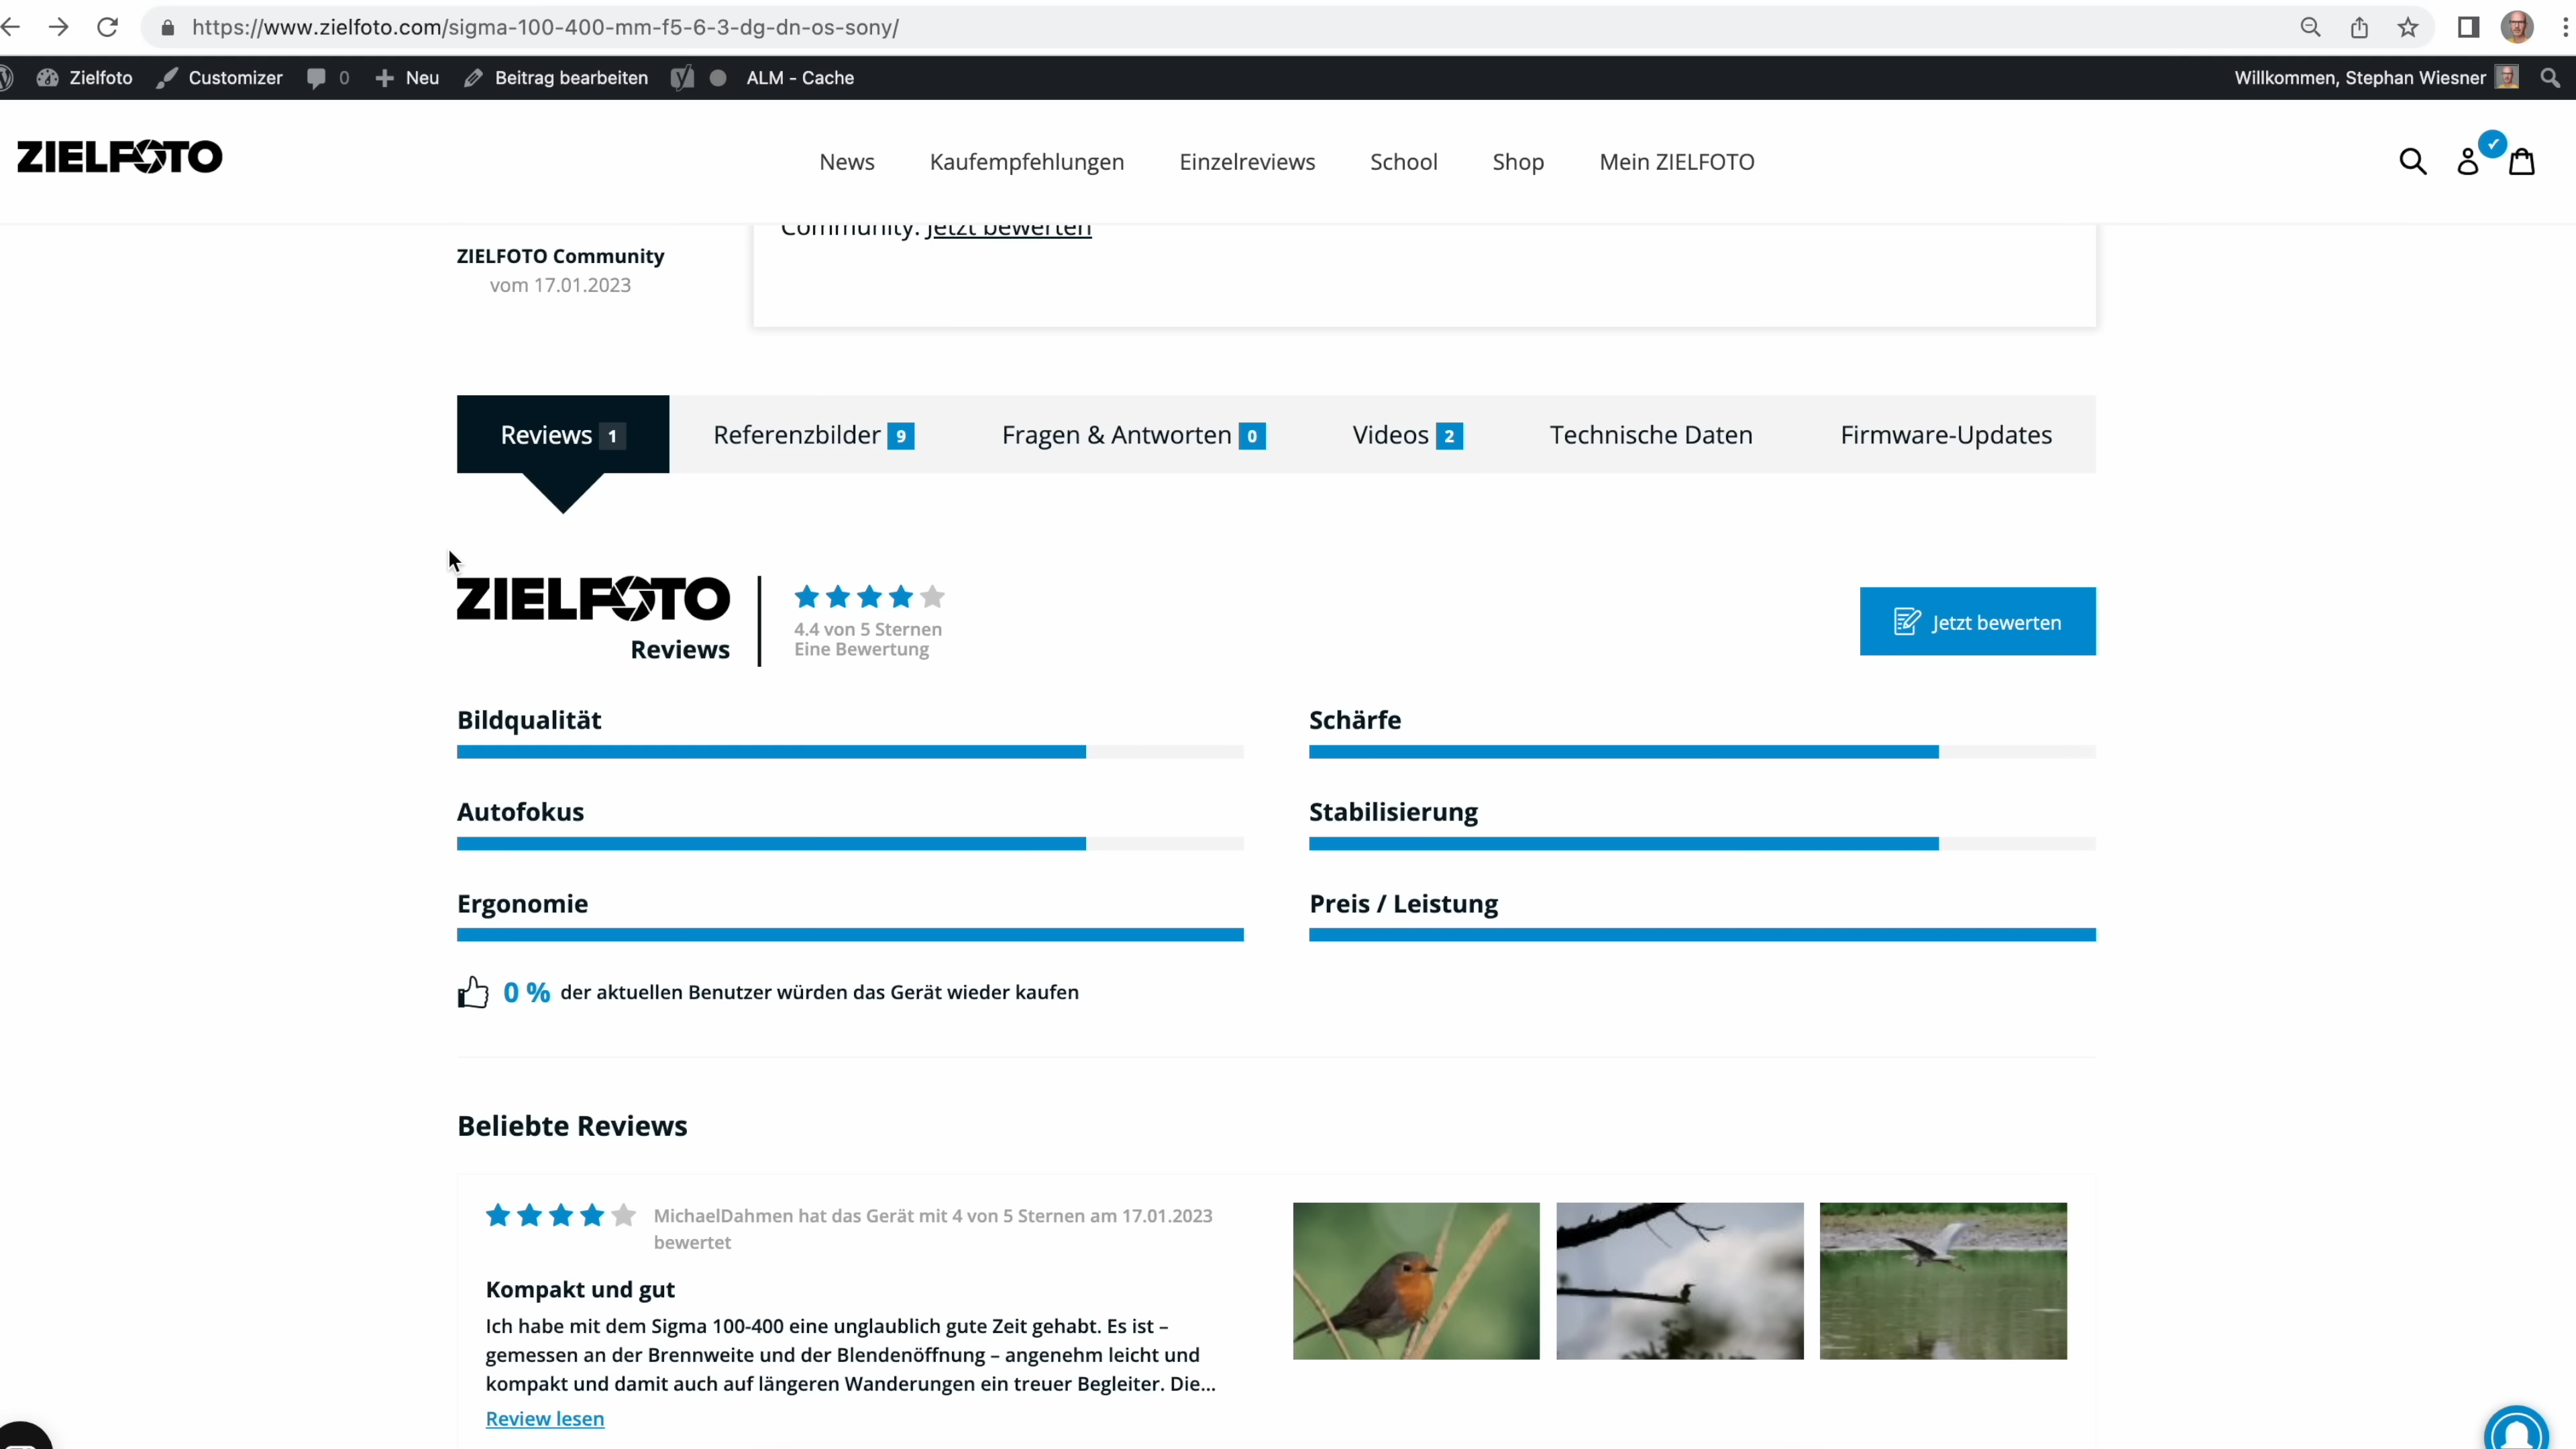 https://www.zielfoto.com/sigma-100-400-mm-f5-6-3-dg-dn-os-sony/
Zielfoto Customizer 0 Neu Beitrag bearbeiten ALM - Cache Willkommen, Stephan Wiesner
ZIELFOTO News Kaufempfehlungen Einzelreviews School Shop Mein ZIELFOTO
Community. Jetzt bewerten
ZIELFOTO Community
vom 17.01.2023
Reviews 1 Referenzbilder 9 Fragen & Antworten 0 Videos 2 Technische Daten Firmware-Updates
ZIELFOTO
Reviews
4.4 von 5 Sternen
Eine Bewertung
Jetzt bewerten
Bildqualität Schärfe
Autofokus Stabilisierung
Ergonomie Preis / Leistung
0 % der aktuellen Benutzer würden das Gerät wieder kaufen
Beliebte Reviews
MichaelDahmen hat das Gerät mit 4 von 5 Sternen am 17.01.2023
bewertet
Kompakt und gut
Ich habe mit dem Sigma 100-400 eine unglaublich gute Zeit gehabt. Es ist –
gemessen an der Brennweite und der Blendenöffnung – angenehm leicht und
kompakt und damit auch auf längeren Wanderungen ein treuer Begleiter. Die...
Review lesen